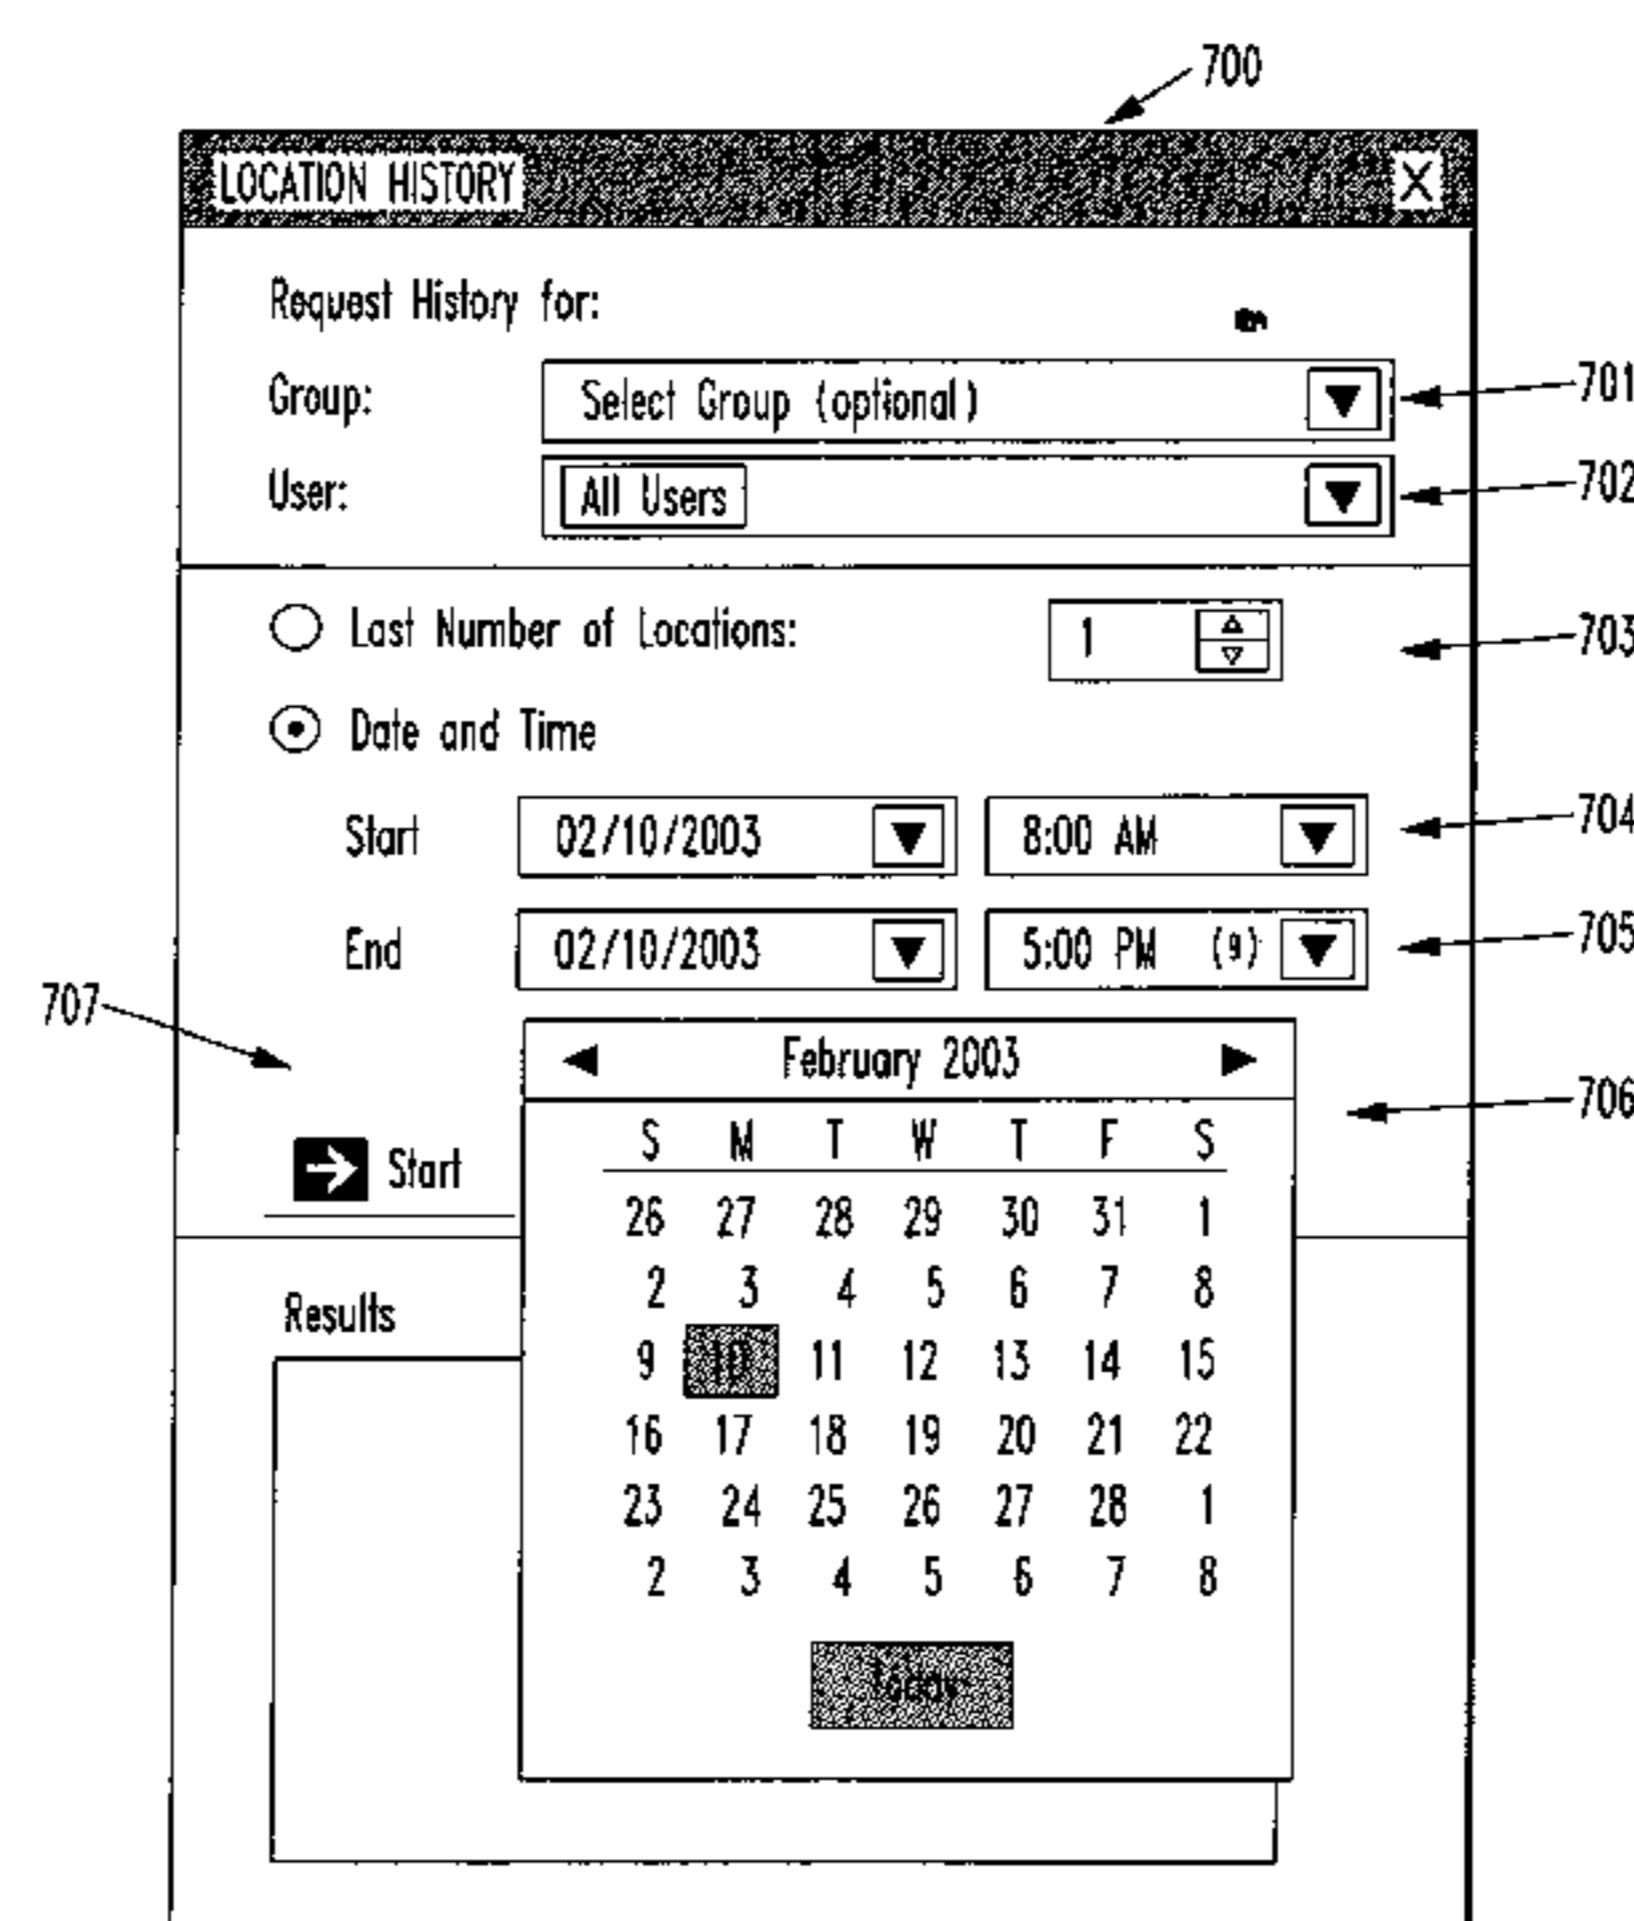 700
LOCATION HISTORY X
Request History for:
Group: Select Group (optional) 701
User: All Users 702
Last Number of Locations: 1 703
Date and Time
Start 02/10/2003 8:00 AM 704
End 02/10/2003 5:00 PM (9) 705
707
February 2003
706
S M T W T F S
Start
26 27 28 29 30 31 1
2 3 4 5 6 7 8
Results
9 10 11 12 13 14 15
16 17 18 19 20 21 22
23 24 25 26 27 28 1
2 3 4 5 6 7 8
Today